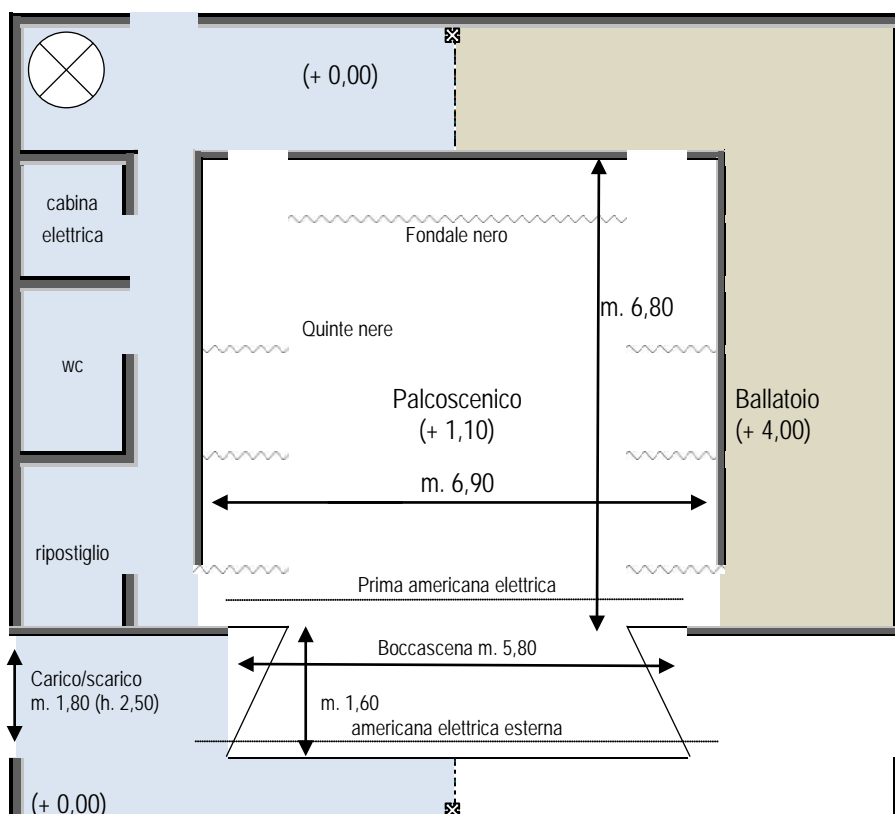 (+ 0,00)
cabina
elettrica
Fondale nero
m. 6,80
Quinte nere
wc
Palcoscenico
(+ 1,10)
Ballatoio
(+ 4,00)
m. 6,90
ripostiglio
Prima americana elettrica
Boccascena m. 5,80
Carico/scarico
m. 1,80 (h. 2,50)
m. 1,60
americana elettrica esterna
(+ 0,00)